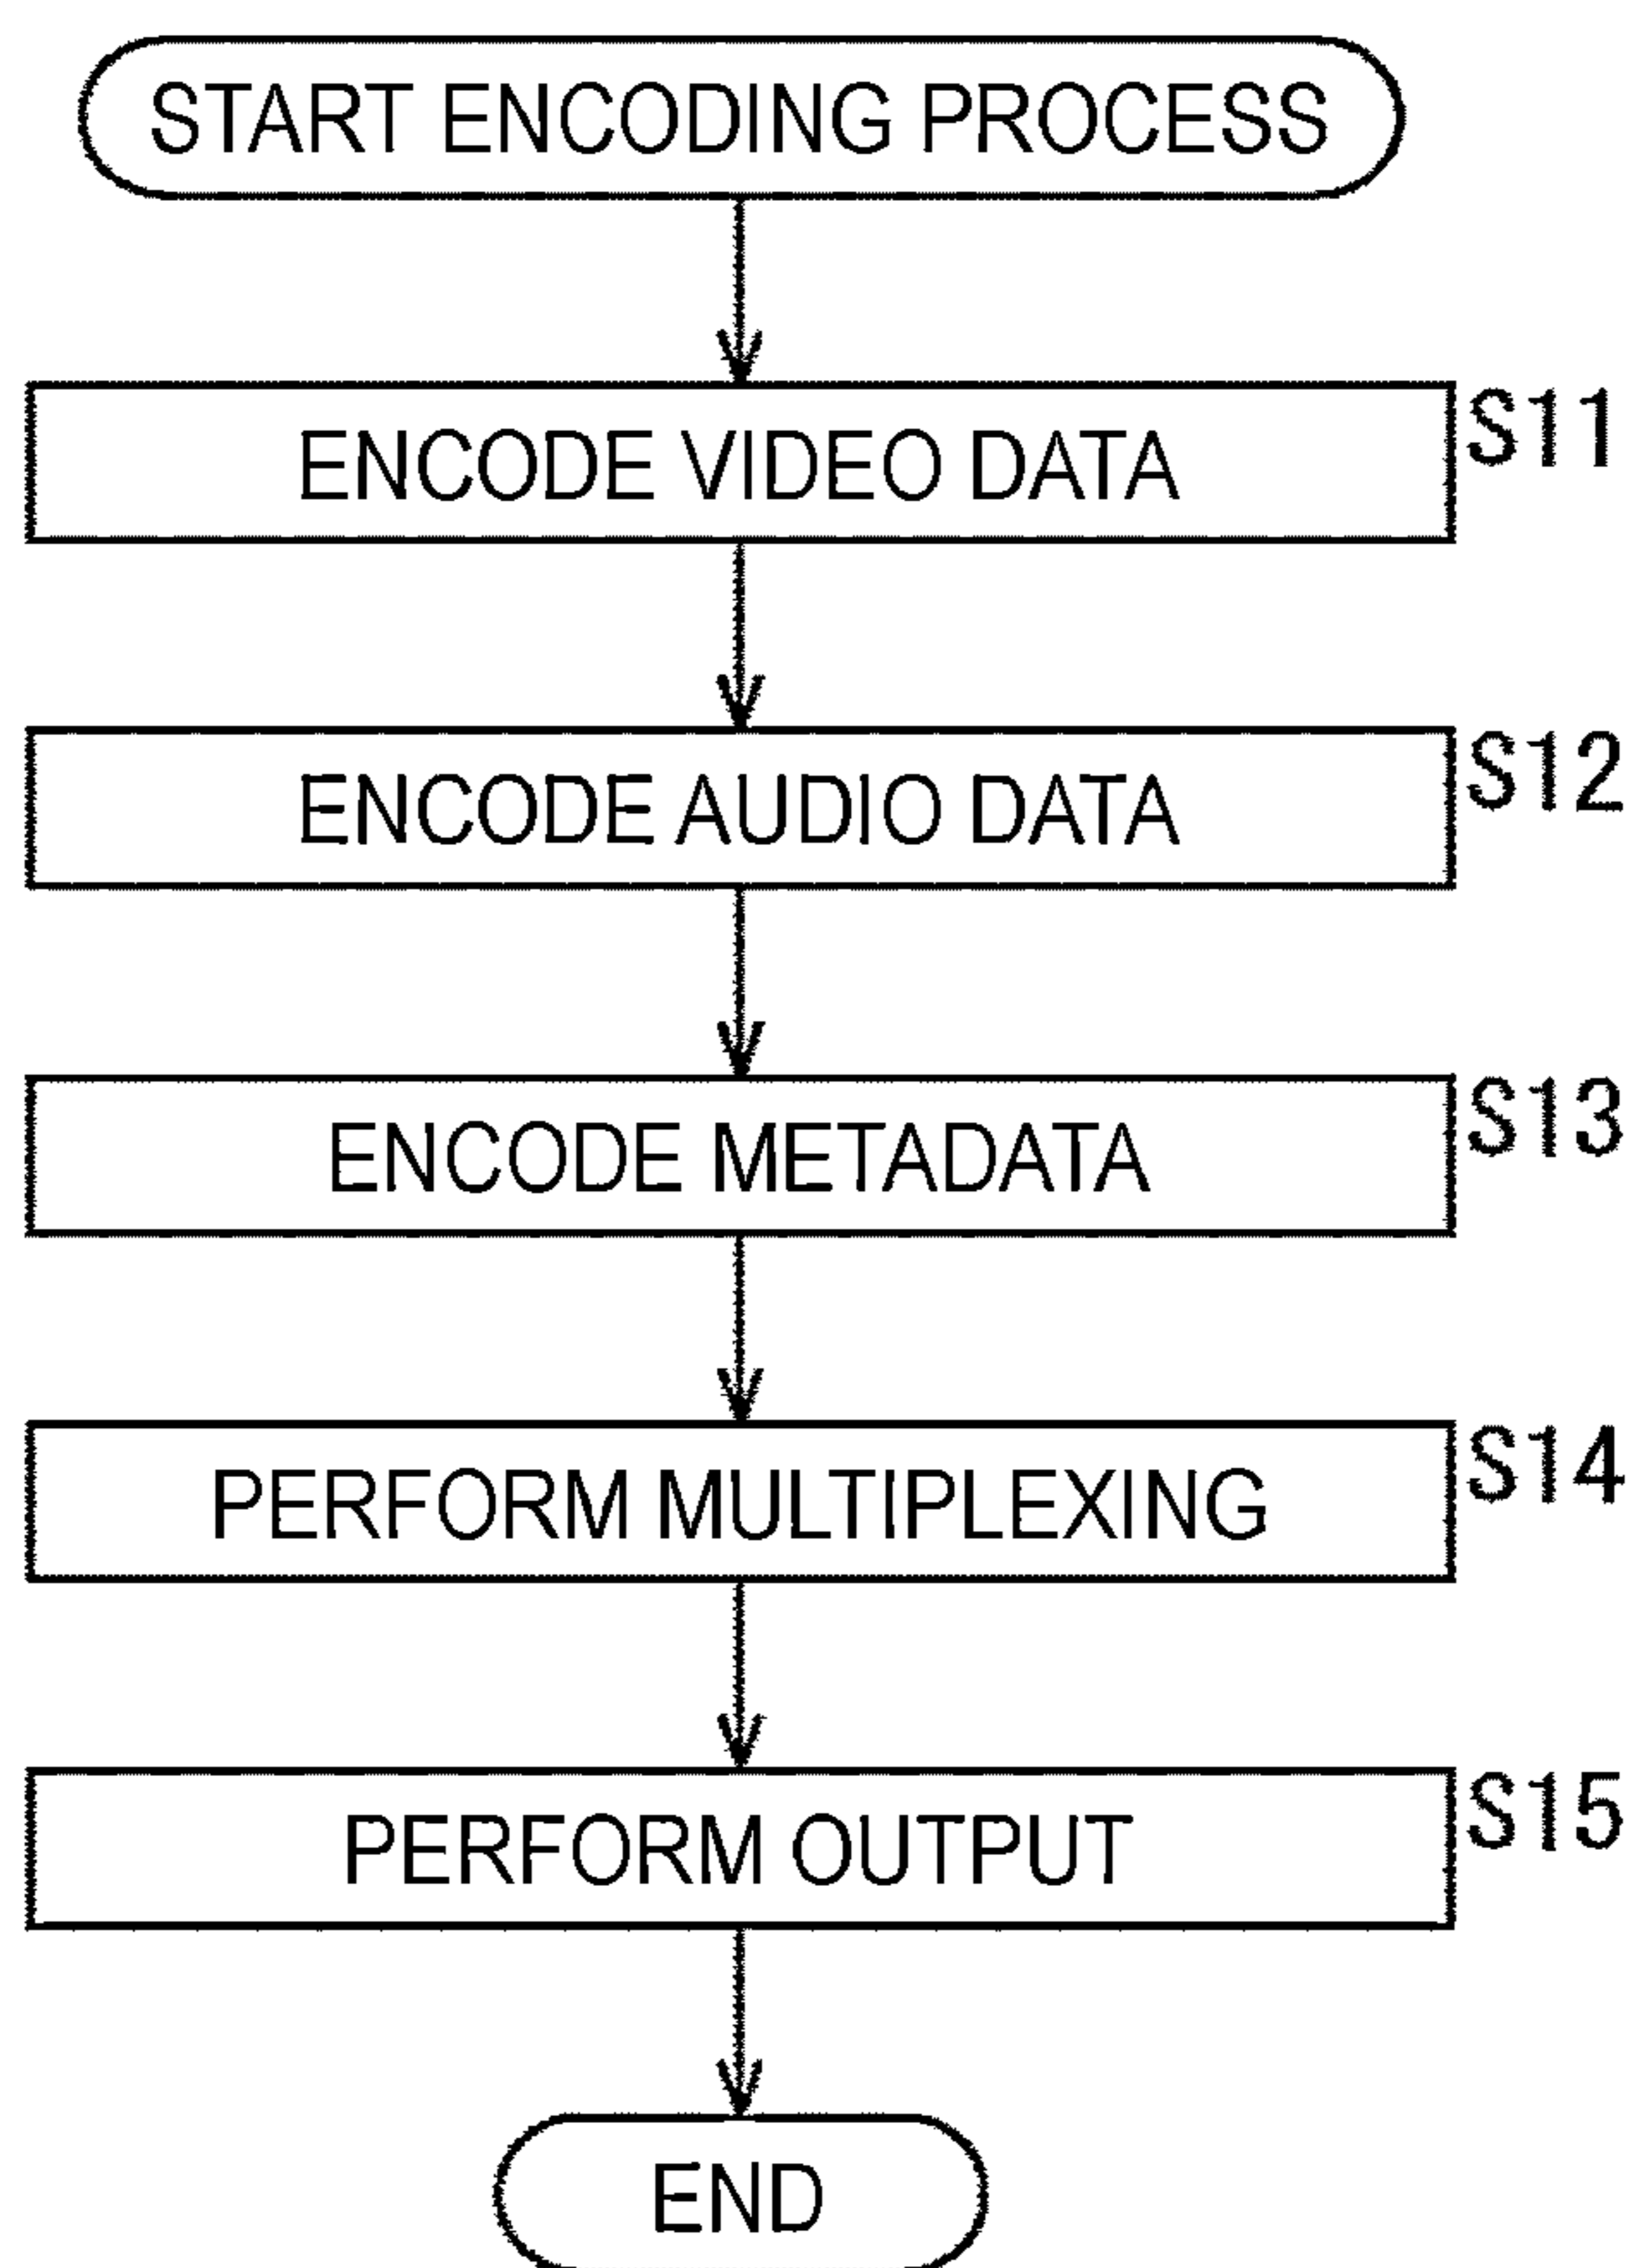 START ENCODING PROCESS
ENCODE VIDEO DATA S11
ENCODE AUDIO DATA S12
ENCODE METADATA S13
PERFORM MULTIPLEXING S14
PERFORM OUTPUT S15
END